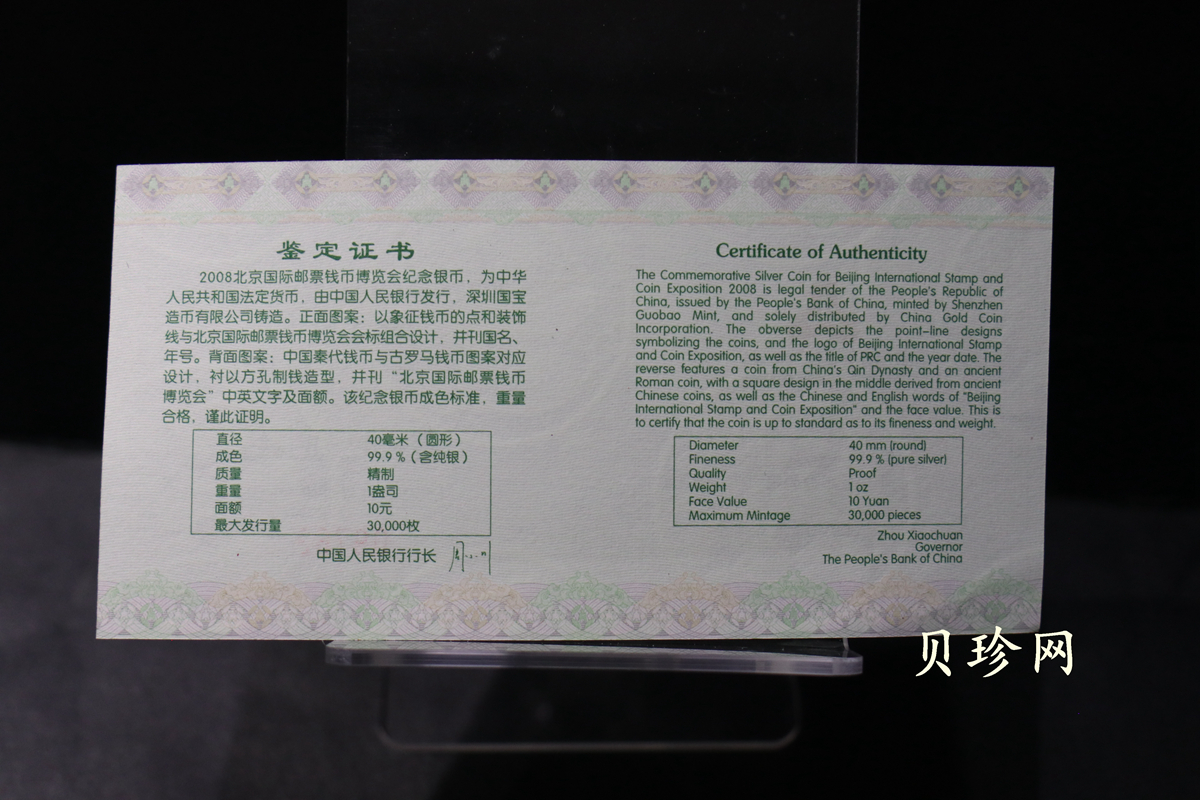 鉴定证书
2008北京国际邮票钱币博览会纪念银币，为中华
人民共和国法定货币，由中国人民银行发行，深圳国宝
造币有限公司铸造。正面图案：以象征钱币的点和装饰
线与北京国际邮票钱币博览会会标组合设计，并刊国名、
年号。背面图案：中国秦代钱币与古罗马钱币图案对应
设计，衬以方孔制钱造型，并刊“北京国际邮票钱币
博览会”中英文字及面额。该纪念银币成色标准，重量
合格，谨此证明。
直径 40毫米（圆形）
成色 99.9％（含纯银）
质量 精制
重量 1盎司
面额 10元
最大发行量 30,000枚
中国人民银行行长
Certificate of Authenticity
The Commemorative Silver Coin for Beijing International Stamp and
Coin Exposition 2008 is legal tender of the People's Republic of
China, issued by the People's Bank of China, minted by Shenzhen
Guobao Mint, and solely distributed by China Gold Coin
Incorporation. The obverse depicts the point-line designs
symbolizing the coins, and the logo of Beijing International Stamp
and Coin Exposition, as well as the title of PRC and the year date. The
reverse features a coin from China's Qin Dynasty and an ancient
Roman coin, with a square design in the middle derived from ancient
Chinese coins, as well as the Chinese and English words of "Beijing
International Stamp and Coin Exposition" and the face value. This is
to certify that the coin is up to standard as to its fineness and weight.
Diameter 40 mm (round)
Fineness 99.9 % (pure silver)
Quality Proof
Weight 1 oz
Face Value 10 Yuan
Maximum Mintage 30,000 pieces
Zhou Xiaochuan
Governor
The People's Bank of China
贝珍网